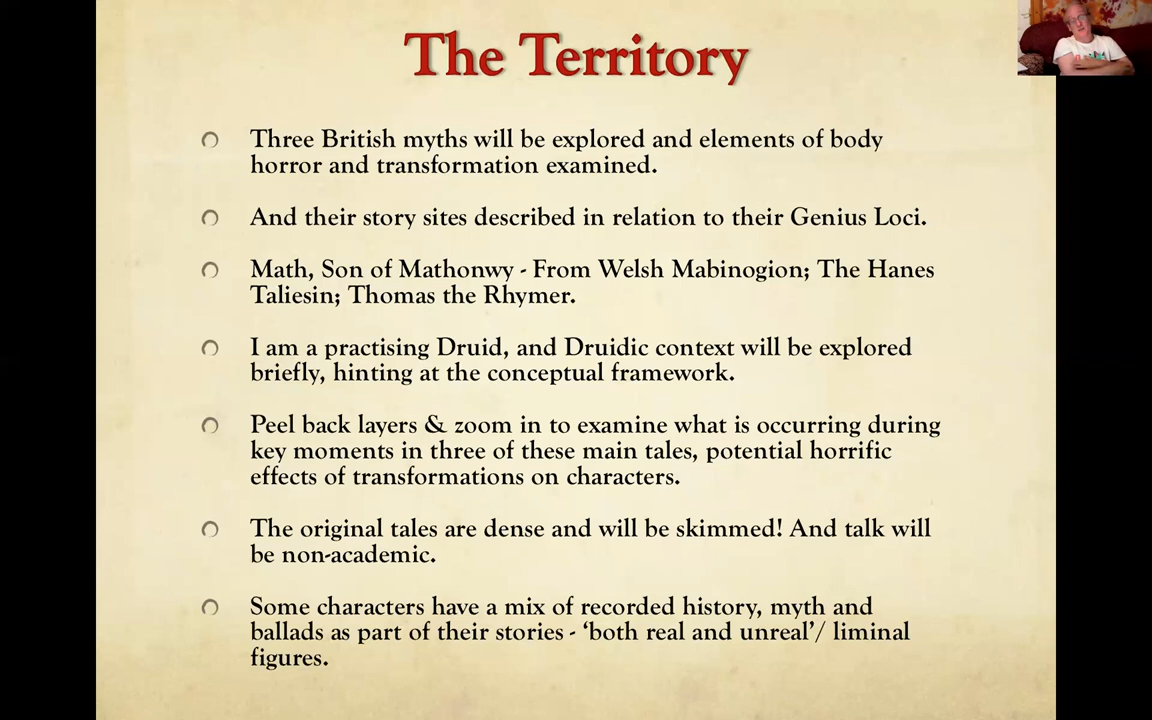 The Territory
Three British myths will be explored and elements of body
horror and transformation examined.
And their story sites described in relation to their Genius Loci.
Math, Son of Mathonwy - From Welsh Mabinogion; The Hanes
Taliesin; Thomas the Rhymer.
I am a practising Druid, and Druidic context will be explored
briefly, hinting at the conceptual framework.
Peel back layers & zoom in to examine what is occurring during
key moments in three of these main tales, potential horrific
effects of transformations on characters.
The original tales are dense and will be skimmed! And talk will
be non-academic.
Some characters have a mix of recorded history, myth and
ballads as part of their stories - ‘both real and unreal’/ liminal
figures.